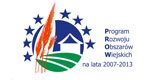 Program
Rozwoju
Obszarów
Wiejskich
na lata 2007-2013